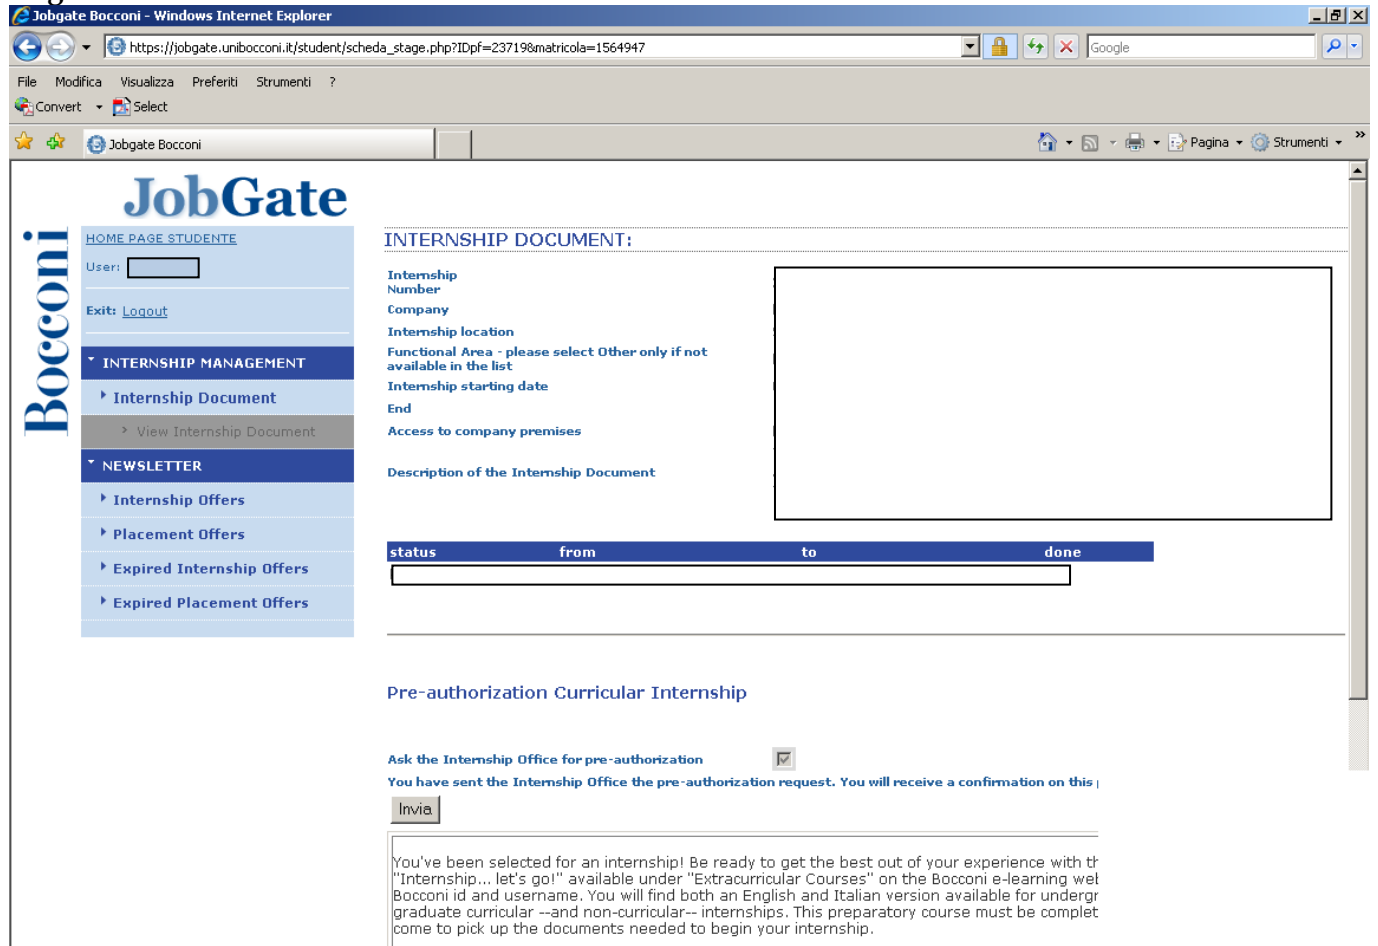 Jobgate Bocconi - Windows Internet Explorer
https://jobgate.unibocconi.it/student/scheda_stage.php?IDpf=23719&matricola=1564947
Google
File Modifica Visualizza Preferiti Strumenti ?
Convert Select
Jobgate Bocconi
Pagina Strumenti
JobGate
Bocconi
HOME PAGE STUDENTE
User:
Exit: Logout
INTERNSHIP MANAGEMENT
Internship Document
View Internship Document
NEWSLETTER
Internship Offers
Placement Offers
Expired Internship Offers
Expired Placement Offers
INTERNSHIP DOCUMENT:
Internship
Number
Company
Internship location
Functional Area - please select Other only if not
available in the list
Internship starting date
End
Access to company premises
Description of the Internship Document
status from to done
Pre-authorization Curricular Internship
Ask the Internship Office for pre-authorization
You have sent the Internship Office the pre-authorization request. You will receive a confirmation on this
Invia
You've been selected for an internship! Be ready to get the best out of your experience with th
"Internship... let's go!" available under "Extracurricular Courses" on the Bocconi e-learning wel
Bocconi id and username. You will find both an English and Italian version available for undergr
graduate curricular --and non-curricular-- internships. This preparatory course must be complet
come to pick up the documents needed to begin your internship.